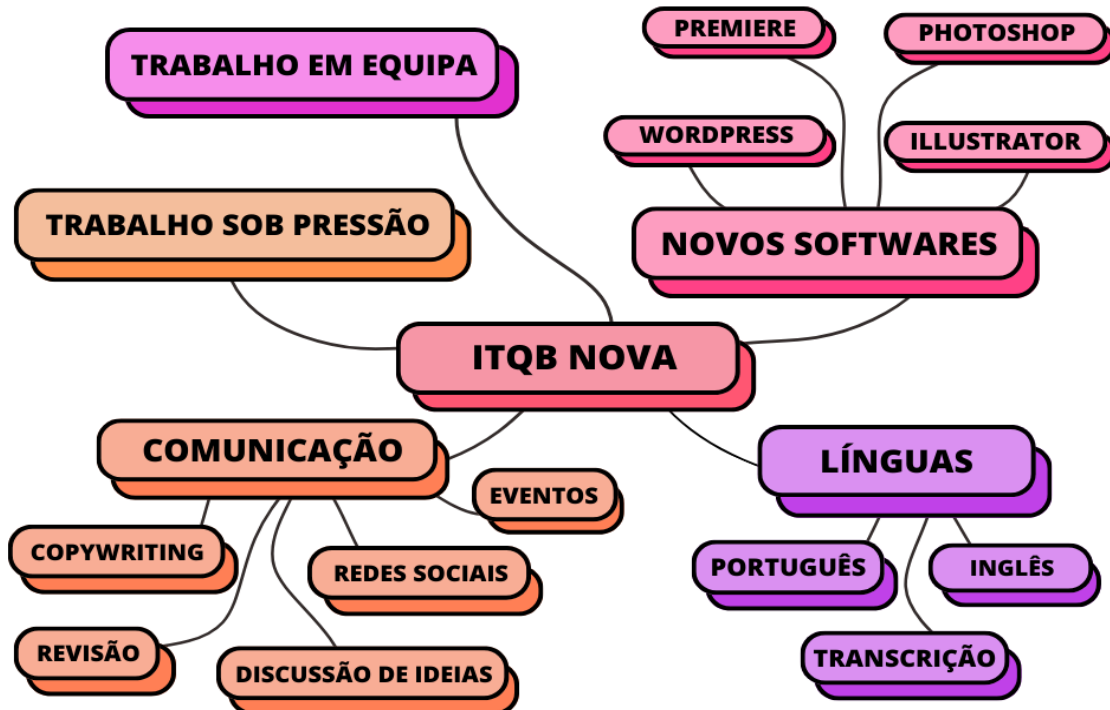 TRABALHO EM EQUIPA
PREMIERE
PHOTOSHOP
WORDPRESS
ILLUSTRATOR
TRABALHO SOB PRESSÃO
NOVOS SOFTWARES
ITQB NOVA
COMUNICAÇÃO
LÍNGUAS
EVENTOS
COPYWRITING
REDES SOCIAIS
PORTUGUÊS
INGLÊS
REVISÃO
DISCUSSÃO DE IDEIAS
TRANSCRIÇÃO